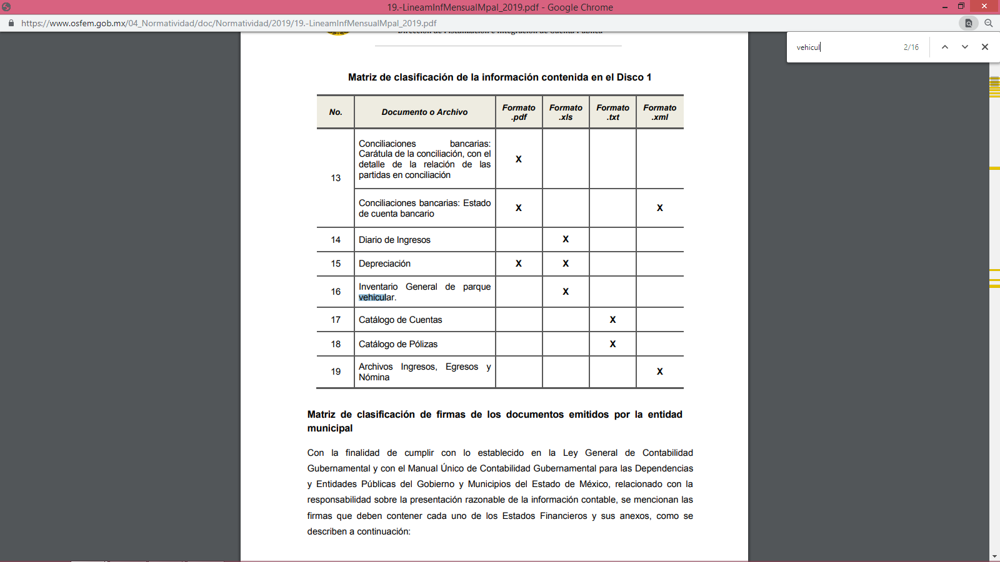 19.-LineamInfMensualMpal_2019.pdf - Google Chrome
https://www.osfem.gob.mx/04_Normatividad/doc/Normatividad/2019/19.-LineamInfMensualMpal_2019.pdf
vehicul 2/16
Dirección de Fiscalización e Integración de Cuenta Pública
Matriz de clasificación de la información contenida en el Disco 1
No. Documento o Archivo Formato .pdf Formato .xls Formato .txt Formato .xml
13
Conciliaciones bancarias:
Carátula de la conciliación, con el
detalle de la relación de las
partidas en conciliación
X
Conciliaciones bancarias: Estado
de cuenta bancario
X X
14 Diario de Ingresos X
15 Depreciación X X
16 Inventario General de parque
vehicular.
X
17 Catálogo de Cuentas X
18 Catálogo de Pólizas X
19 Archivos Ingresos, Egresos y
Nómina
X
Matriz de clasificación de firmas de los documentos emitidos por la entidad
municipal
Con la finalidad de cumplir con lo establecido en la Ley General de Contabilidad
Gubernamental y con el Manual Único de Contabilidad Gubernamental para las Dependencias
y Entidades Públicas del Gobierno y Municipios del Estado de México, relacionado con la
responsabilidad sobre la presentación razonable de la información contable, se mencionan las
firmas que deben contener cada uno de los Estados Financieros y sus anexos, como se
describen a continuación: